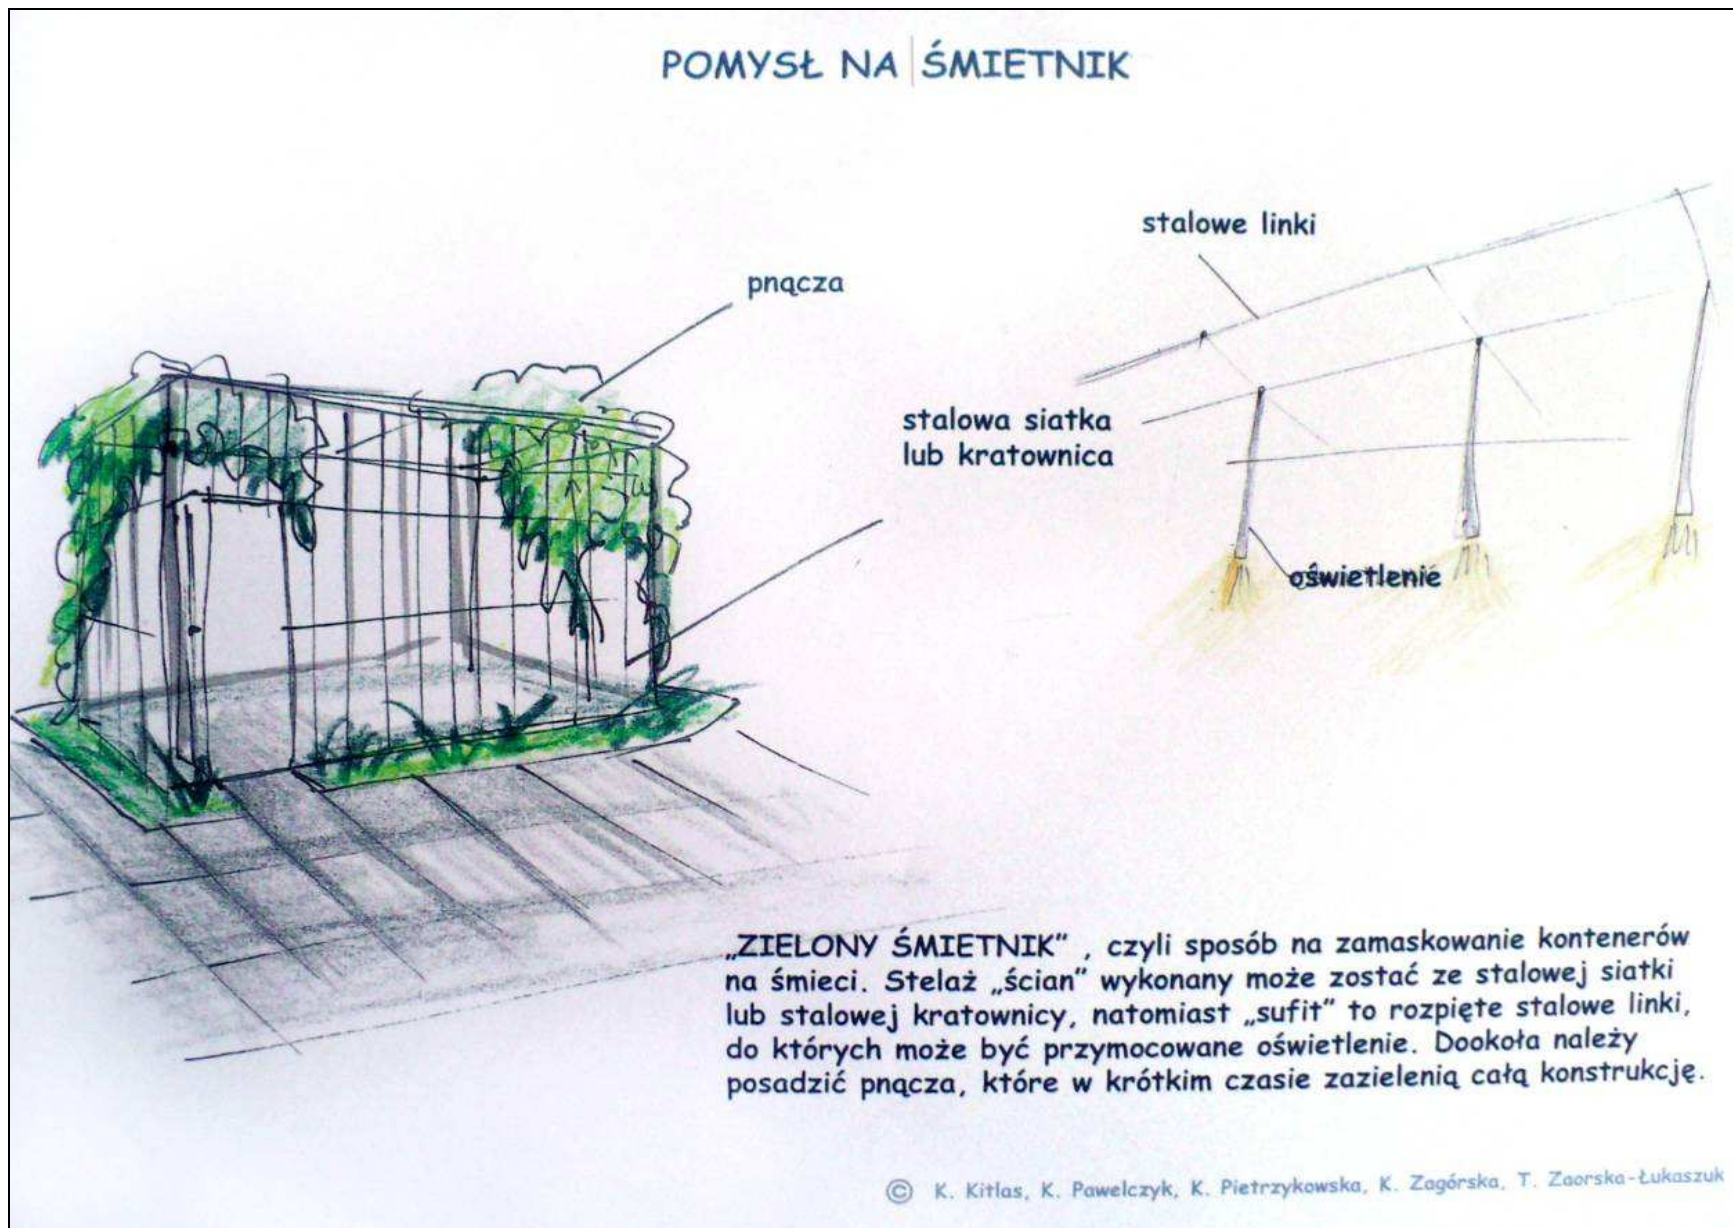 POMYSŁ NA ŚMIETNIK
stalowe linki
pnącza
stalowa siatka
lub kratownica
oświetlenie
„ZIELONY ŚMIETNIK” , czyli sposób na zamaskowanie kontenerów
na śmieci. Stelaż „ścian” wykonany może zostać ze stalowej siatki
lub stalowej kratownicy, natomiast „sufit” to rozpięte stalowe linki,
do których może być przymocowane oświetlenie. Dookoła należy
posadzić pnącza, które w krótkim czasie zazielenią całą konstrukcję.
© K. Kitlas, K. Pawelczyk, K. Pietrzykowska, K. Zagórska, T. Zaorska-Łukaszuk